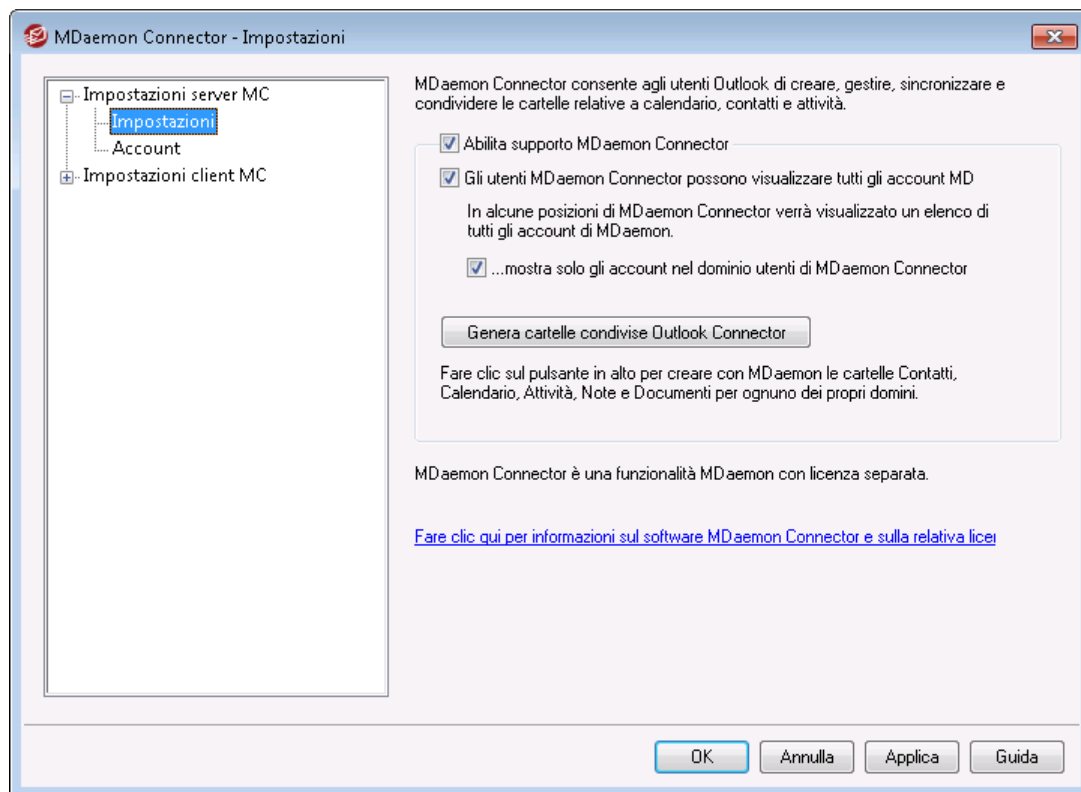 MDaemon Connector - Impostazioni
Impostazioni server MC
Impostazioni
Account
Impostazioni client MC
MDaemon Connector consente agli utenti Outlook di creare, gestire, sincronizzare e
condividere le cartelle relative a calendario, contatti e attività.
Abilita supporto MDaemon Connector
Gli utenti MDaemon Connector possono visualizzare tutti gli account MD
In alcune posizioni di MDaemon Connector verrà visualizzato un elenco di
tutti gli account di MDaemon.
...mostra solo gli account nel dominio utenti di MDaemon Connector
Genera cartelle condivise Outlook Connector
Fare clic sul pulsante in alto per creare con MDaemon le cartelle Contatti,
Calendario, Attività, Note e Documenti per ognuno dei propri domini.
MDaemon Connector è una funzionalità MDaemon con licenza separata.
Fare clic qui per informazioni sul software MDaemon Connector e sulla relativa licen
OK
Annulla
Applica
Guida